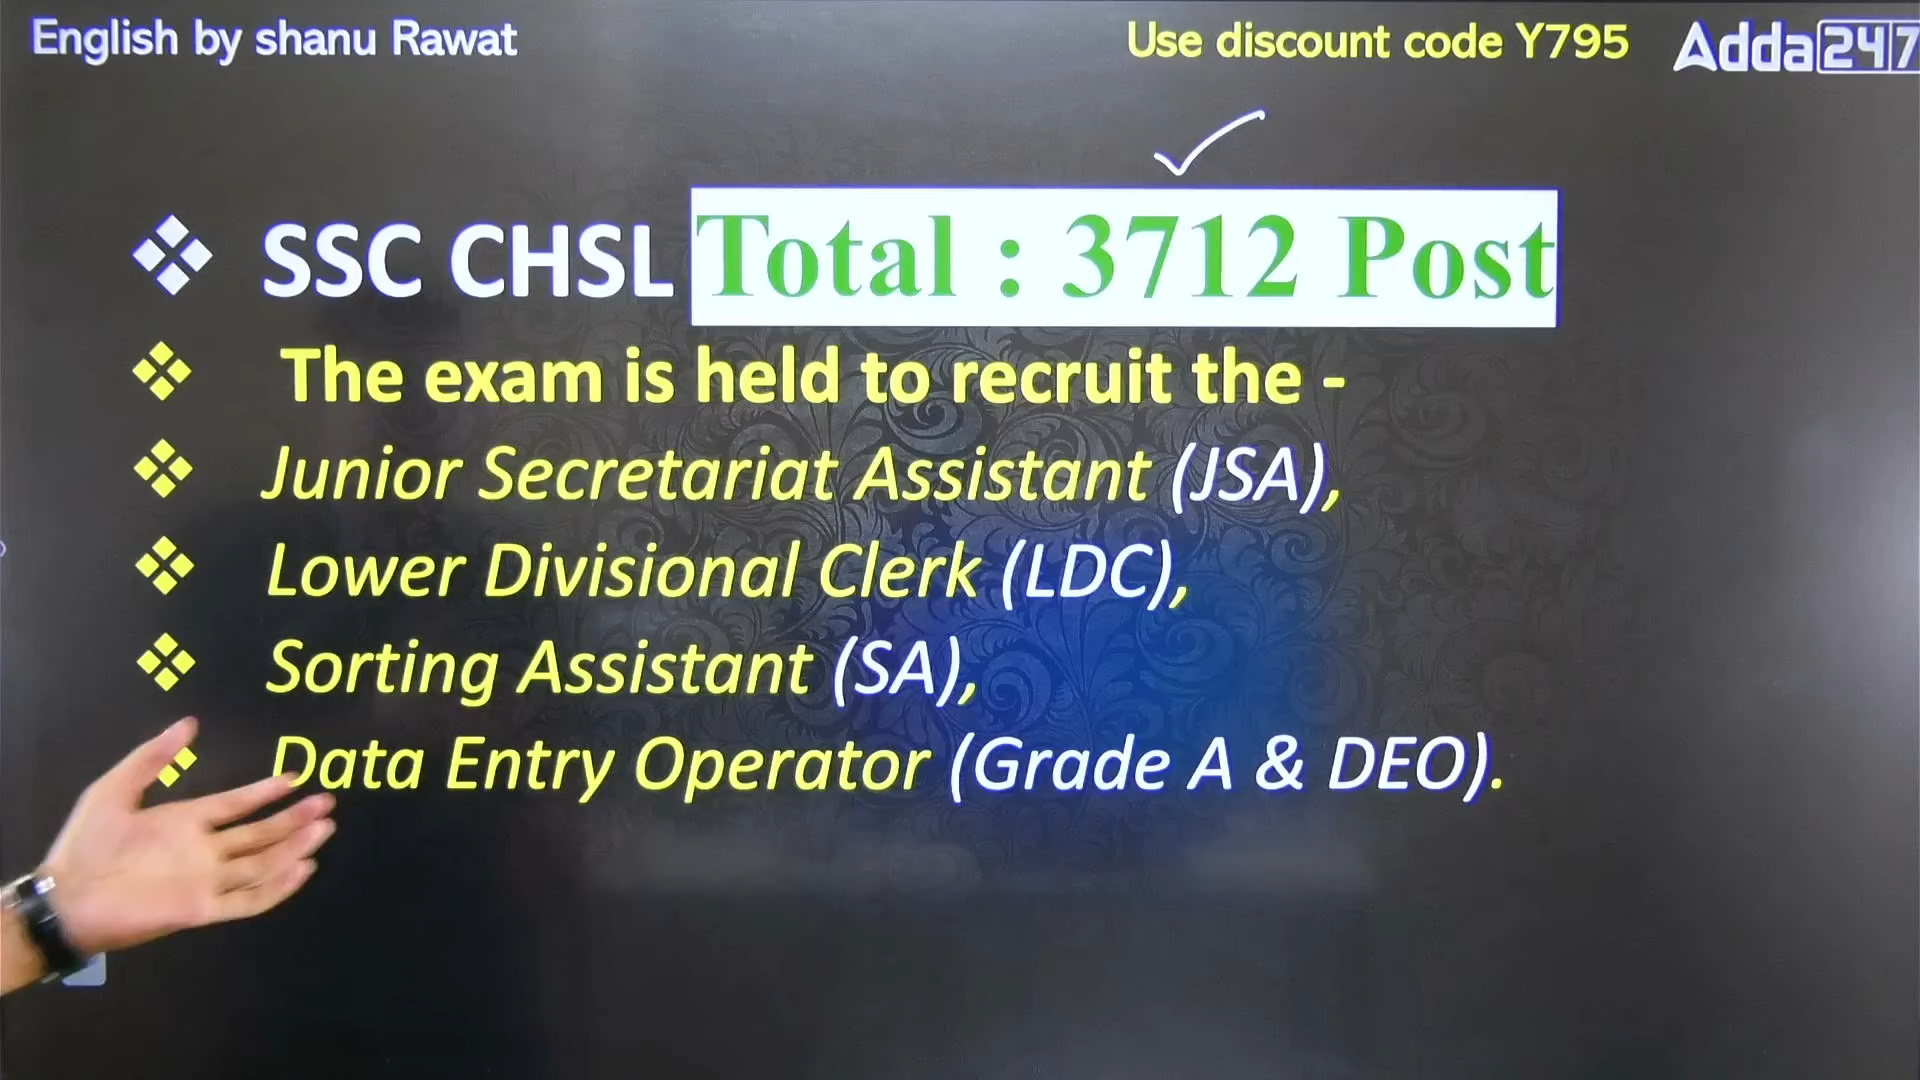 English by shanu Rawat
Use discount code Y795
Adda247
SSC CHSL Total : 3712 Post
The exam is held to recruit the -
Junior Secretariat Assistant (JSA),
Lower Divisional Clerk (LDC),
Sorting Assistant (SA),
Data Entry Operator (Grade A & DEO).